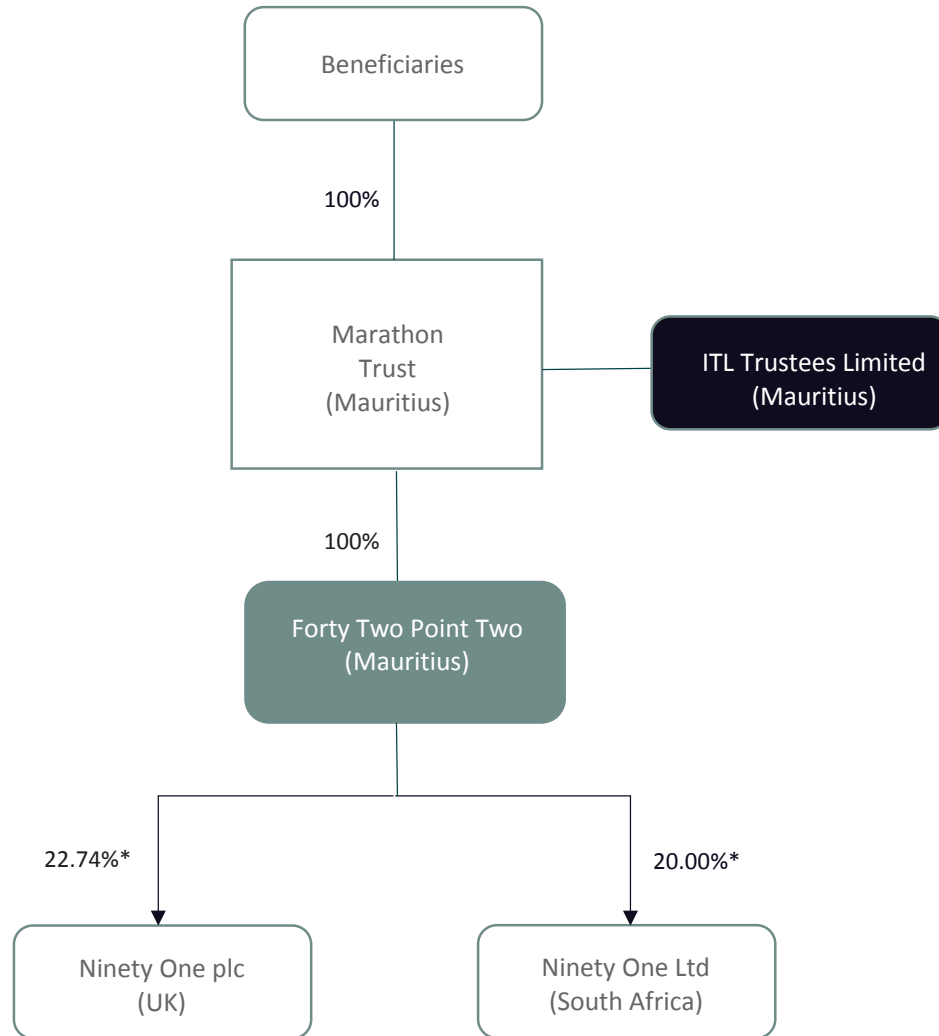 Beneficiaries
100%
Marathon
Trust
(Mauritius)
ITL Trustees Limited
(Mauritius)
100%
Forty Two Point Two
(Mauritius)
22.74%*
20.00%*
Ninety One plc
(UK)
Ninety One Ltd
(South Africa)